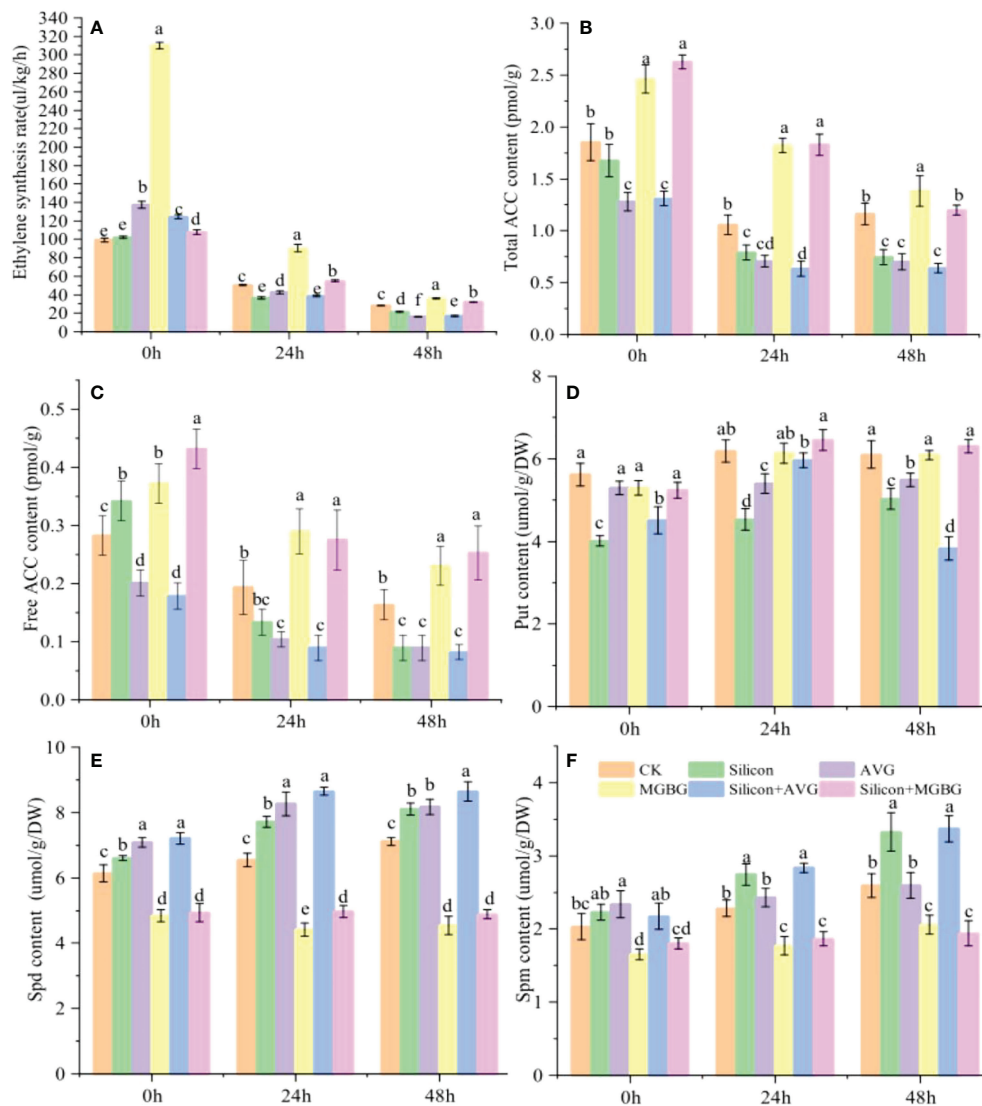 A
Ethylene synthesis rate(ul/kg/h)
340
320
300
280
260
240
220
200
180
160
140
120
100
80
60
40
20
0
e e b a c d
c e d a e b
c d f a e b
0h 24h 48h
B
Total ACC content (pmol/g)
3.0
2.5
2.0
1.5
1.0
0.5
0.0
b b c a c a
b c cd a d a
b c c a d b
0h 24h 48h
C
Free ACC content (pmol/g)
0.5
0.4
0.3
0.2
0.1
0.0
c b d b d a
b bc c a c a
b c c a c a
0h 24h 48h
D
Put content (umol/g/DW)
8
6
4
2
0
a c a a b a
ab d c ab b a
a c b a d a
0h 24h 48h
E
Spd content (umol/g/DW)
10
8
6
4
2
0
c b a d a d
c b a e a d
c b b d a d
0h 24h 48h
F
CK Silicon AVG
MGBG Silicon+AVG Silicon+MGBG
Spm content (umol/g/DW)
4
3
2
1
0
bc ab a d ab cd
b a b c a c
b a b c a c
0h 24h 48h